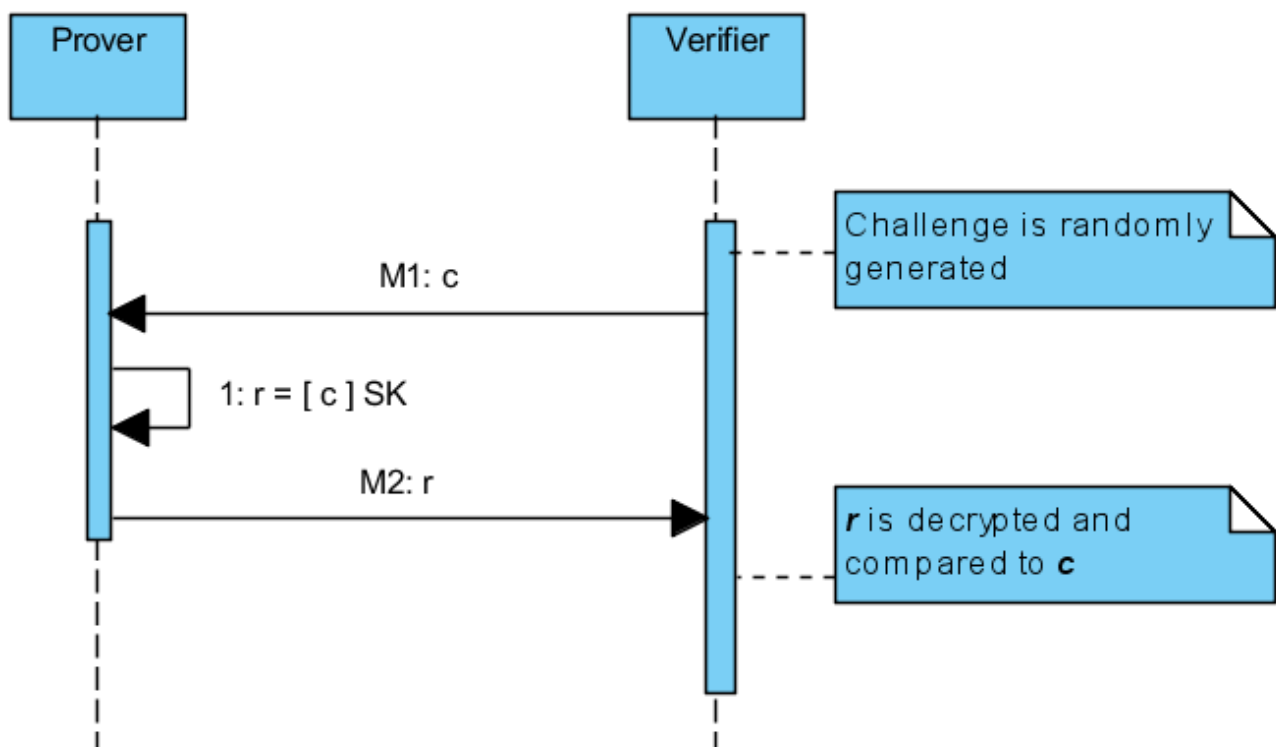 Prover
Verifier
Challenge is randomly
generated
M1: c
1: r = [ c ] SK
M2: r
r is decrypted and
compared to c